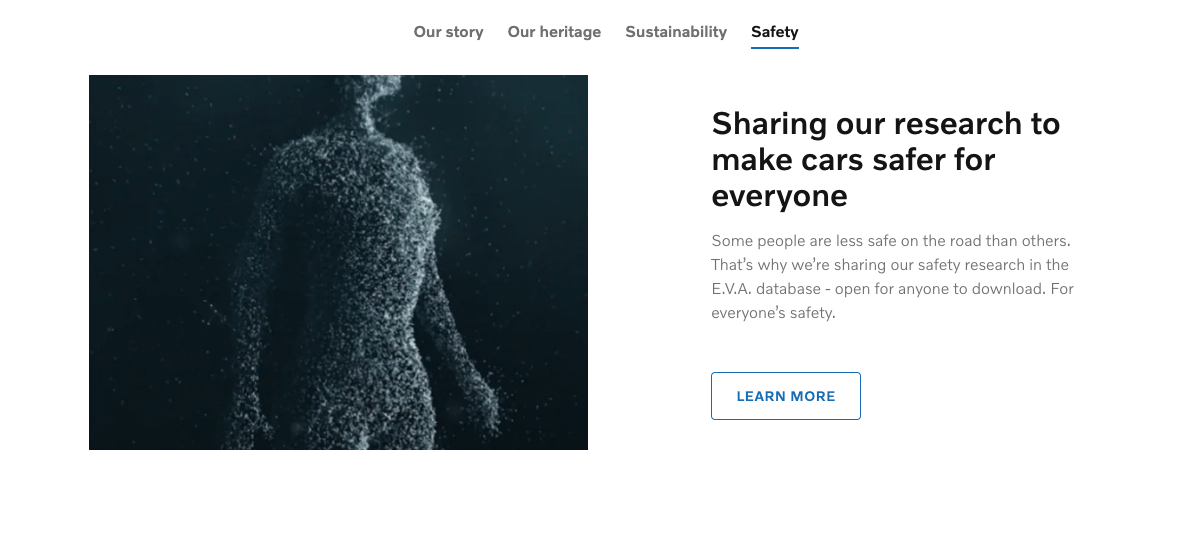 Our story Our heritage Sustainability Safety
Sharing our research to
make cars safer for
everyone
Some people are less safe on the road than others.
That’s why we’re sharing our safety research in the
E.V.A. database - open for anyone to download. For
everyone’s safety.
LEARN MORE